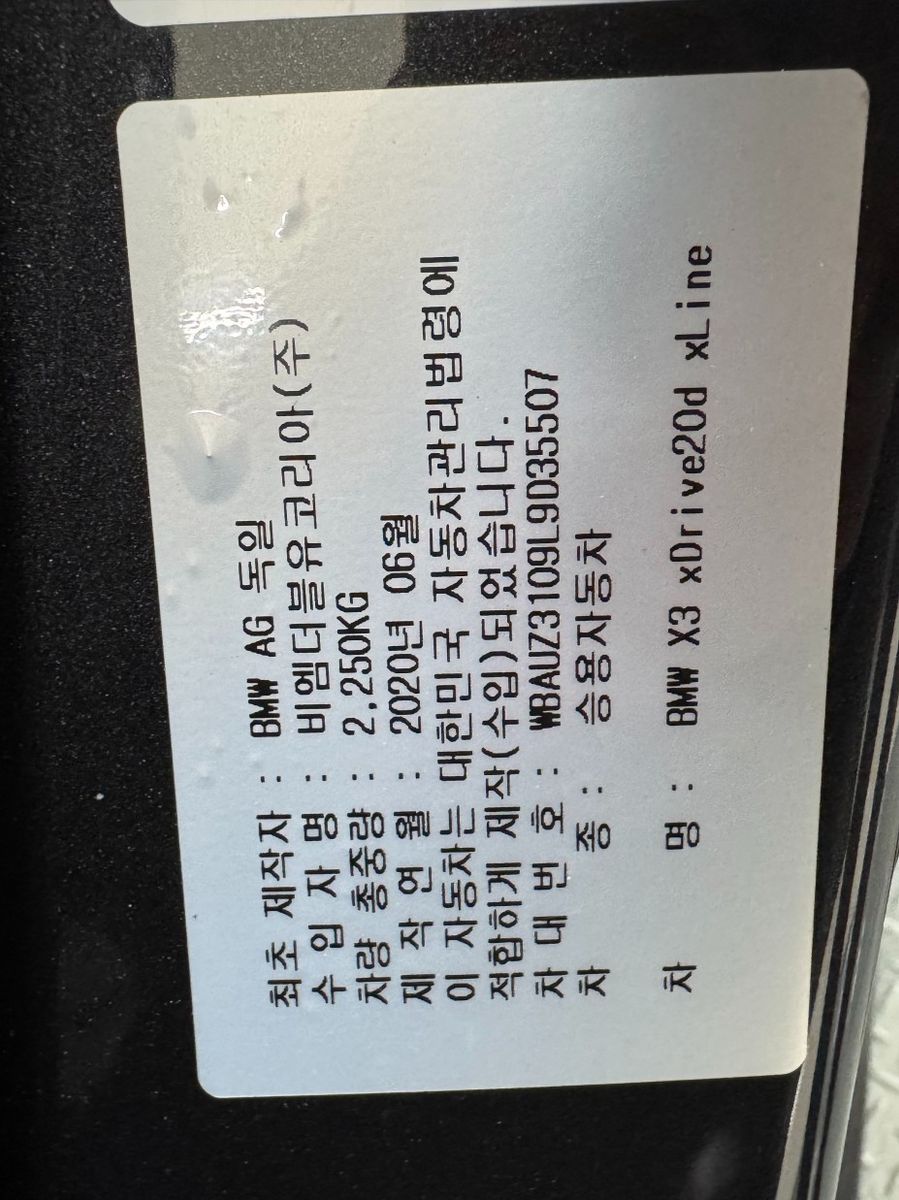 최초 제작자 : BMW AG 독일
수 입 자 명 : 비엠더블유코리아(주)
차량 총중량 : 2,250KG
제 작 연 월 : 2020년 06월
이 자동차는 대한민국 자동차관리법령에
적합하게 제작(수입)되었습니다.
차 대 번 호 : WBAUZ3109L9D35507
차 종 : 승용자동차
차 명 : BMW X3 xDrive20d xLine